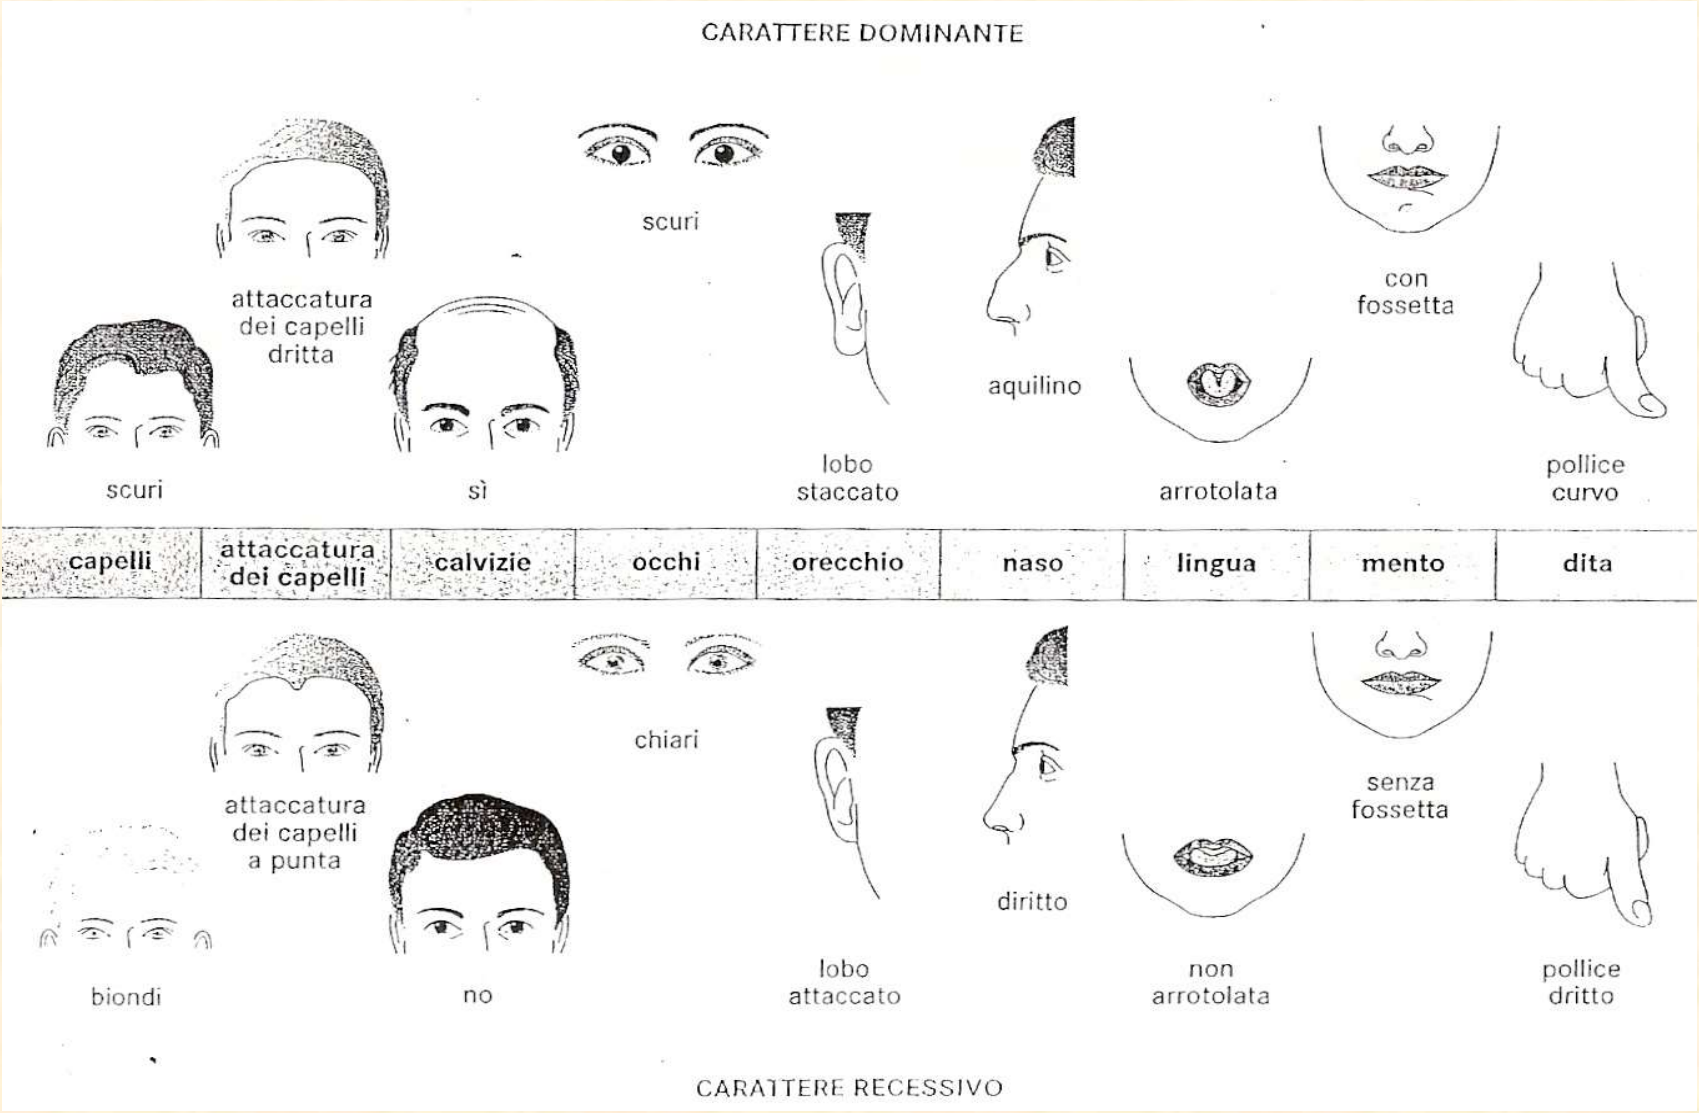 CARATTERE DOMINANTE
scuri
attaccatura
dei capelli
dritta
sì
scuri
lobo
staccato
aquilino
arrotolata
con
fossetta
pollice
curvo
capelli
attaccatura
dei capelli
calvizie
occhi
orecchio
naso
lingua
mento
dita
biondi
attaccatura
dei capelli
a punta
no
chiari
lobo
attaccato
diritto
non
arrotolata
senza
fossetta
pollice
dritto
CARATTERE RECESSIVO